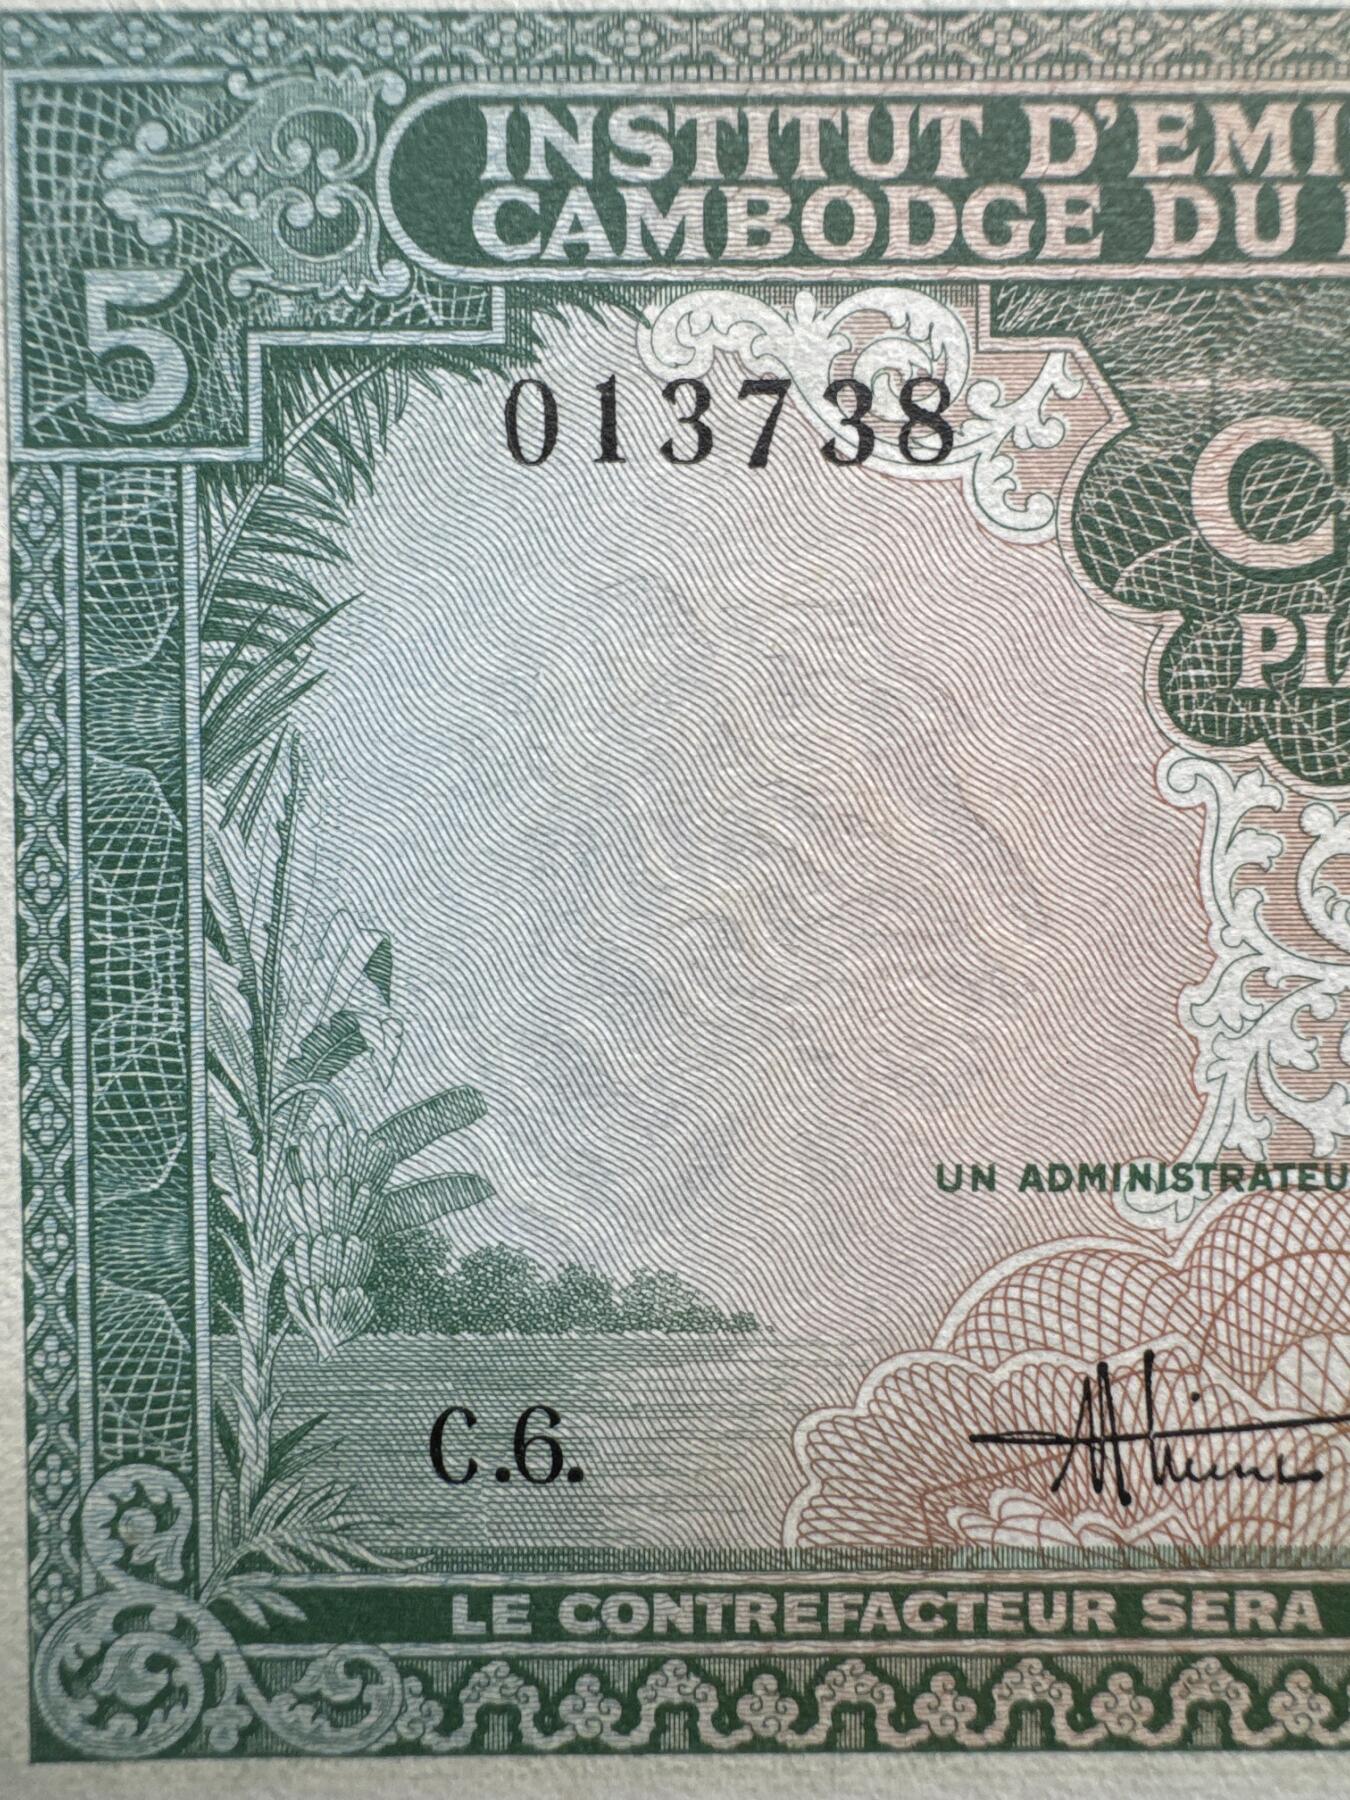 INSTITUT D'EMI
CAMBODGE DU
5
013738
C
PI
UN ADMINISTRATEU
C.6.
LE CONTREFACTEUR SERA